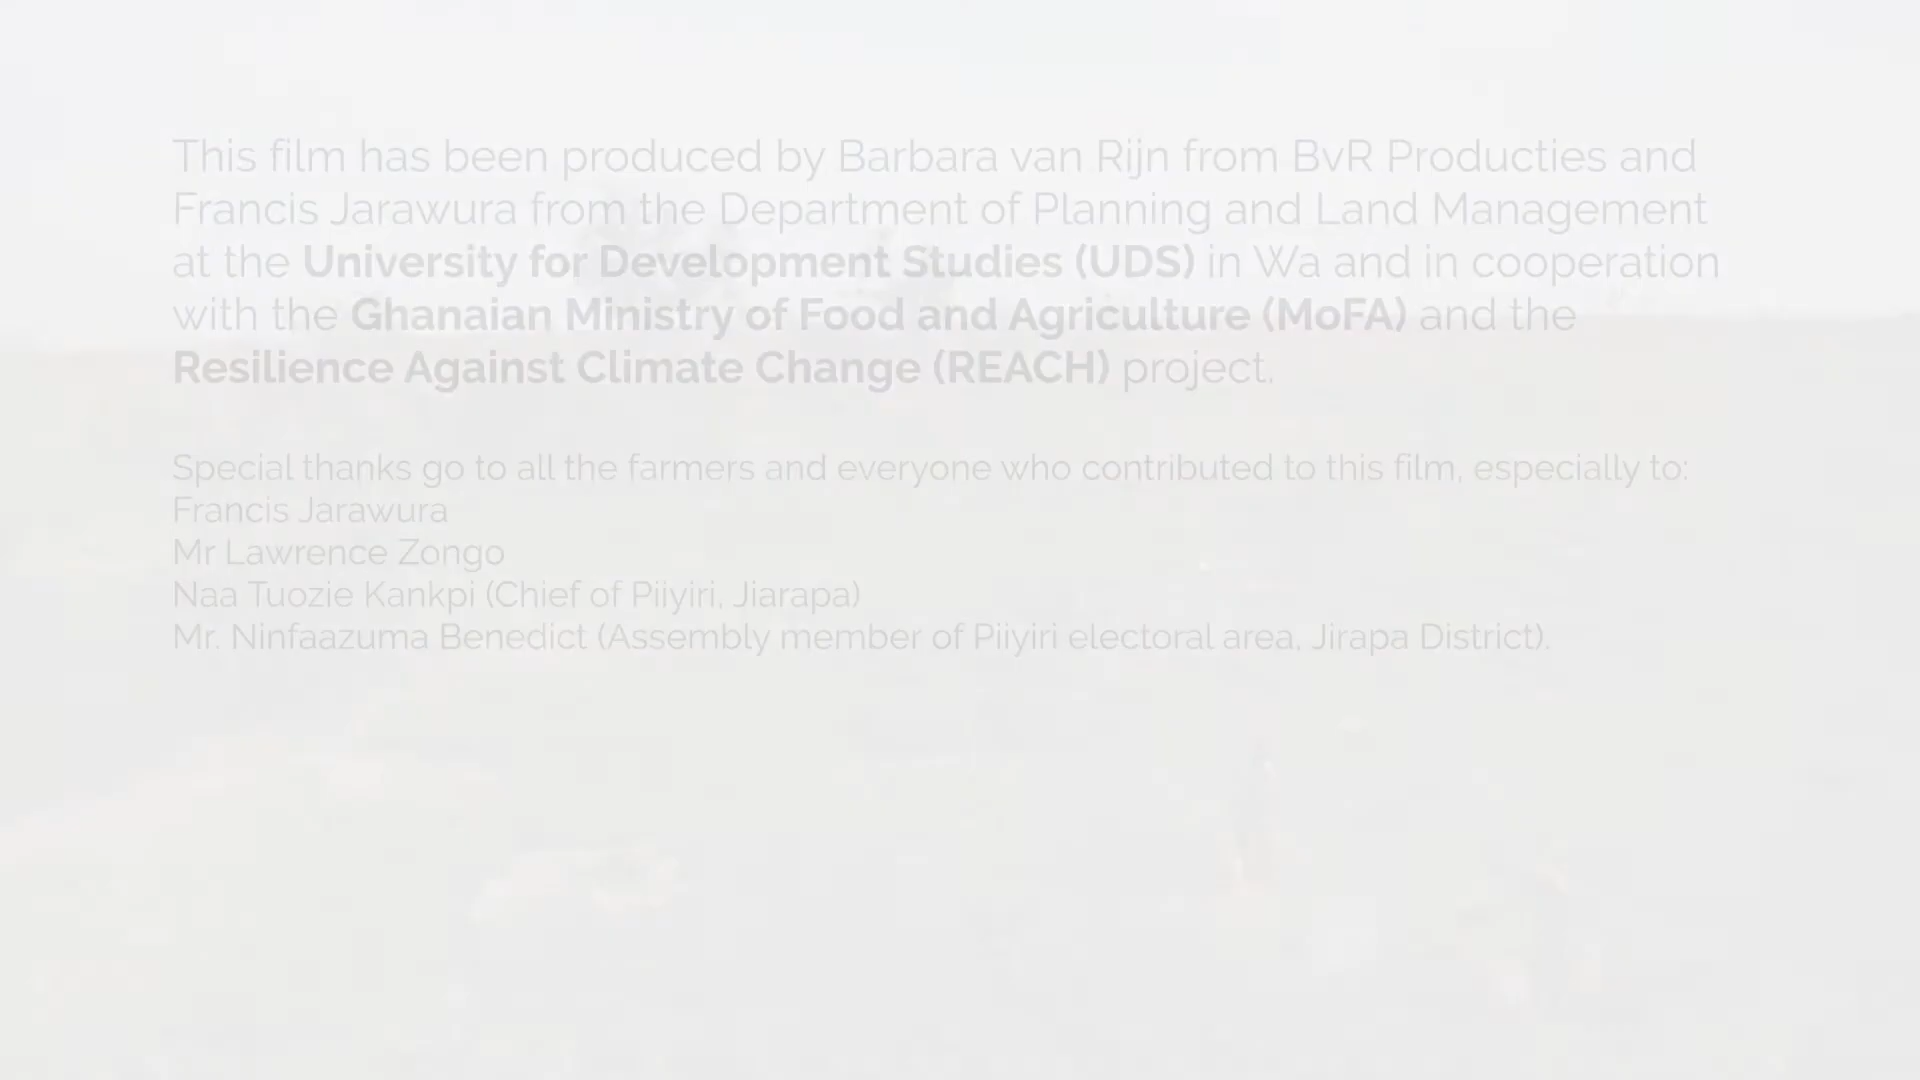 This film has been produced by Barbara van Rijn from BvR Producties and
Francis Jarawura from the Department of Planning and Land Management
at the University for Development Studies (UDS) in Wa and in cooperation
with the Ghanaian Ministry of Food and Agriculture (MoFA) and the
Resilience Against Climate Change (REACH) project.
Special thanks go to all the farmers and everyone who contributed to this film, especially to:
Francis Jarawura
Mr Lawrence Zongo
Naa Tuozie Kankpi (Chief of Piiyiri, Jiarapa)
Mr. Ninfaazuma Benedict (Assembly member of Piiyiri electoral area, Jirapa District).